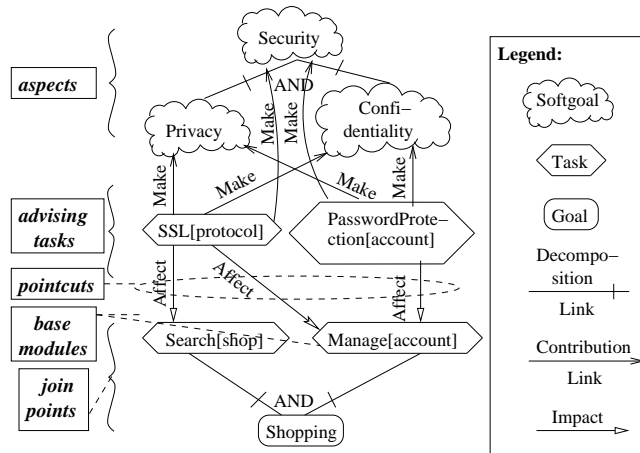 aspects
advising
tasks
pointcuts
base
modules
join
points
Security
AND
Privacy
Confi-
dentiality
Make
Make
Make
Make
Make
Make
SSL[protocol]
PasswordProte-
ction[account]
Affect
Affect
Affect
Search[shop]
Manage[account]
AND
Shopping
Legend:
Softgoal
Task
Goal
Decompo-
sition
Link
Contribution
Link
Impact